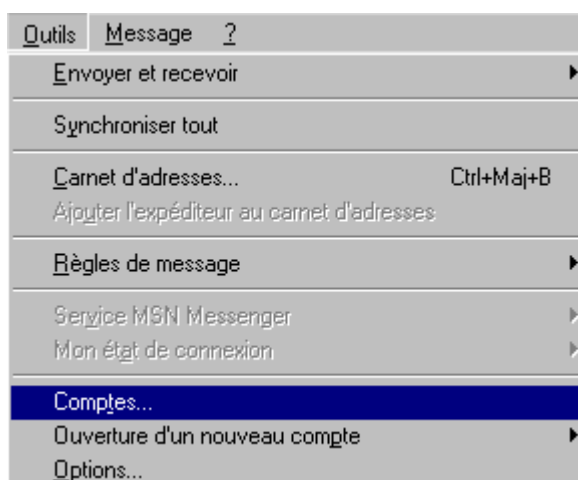 Outils Message ?
Envoyer et recevoir
Synchroniser tout
Carnet d'adresses... Ctrl+Maj+B
Ajouter l'expéditeur au carnet d'adresses
Règles de message
Service MSN Messenger
Mon état de connexion
Comptes...
Ouverture d'un nouveau compte
Options...